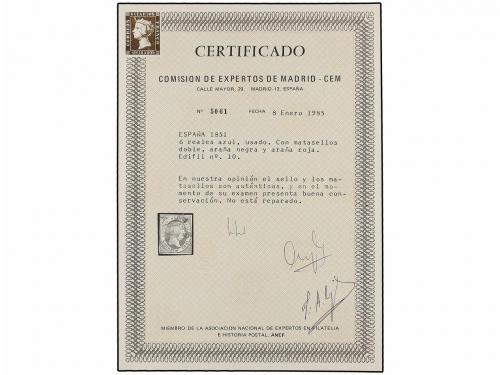 CERTIFICADO
COMISION DE EXPERTOS DE MADRID - CEM
CALLE MAYOR, 29. MADRID-13, ESPAÑA
Nº 5061 FECHA 8 Enero 1985
ESPAÑA 1851
6 reales azul, usado. Con matasellos
doble, araña negra y araña roja.
Edifil nº. 10.
En nuestra opinión el sello y los ma-
tasellos son auténticos, y en el mo-
mento de su examen presenta buena con-
servación. No está reparado.
MIEMBRO DE LA ASOCIACION NACIONAL DE EXPERTOS EN FILATELIA
E HISTORIA POSTAL. ANEF